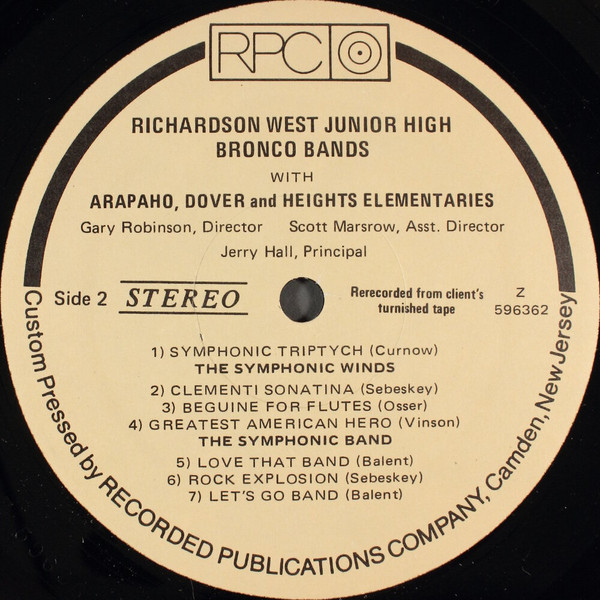 RPC
RICHARDSON WEST JUNIOR HIGH
BRONCO BANDS
WITH
ARAPAHO, DOVER and HEIGHTS ELEMENTARIES
Gary Robinson, Director Scott Marsrow, Asst. Director
Jerry Hall, Principal
Side 2 STEREO
Rerecorded from client's
turnished tape
Z
596362
1) SYMPHONIC TRIPTYCH (Curnow)
THE SYMPHONIC WINDS
2) CLEMENTI SONATINA (Sebeskey)
3) BEGUINE FOR FLUTES (Osser)
4) GREATEST AMERICAN HERO (Vinson)
THE SYMPHONIC BAND
5) LOVE THAT BAND (Balent)
6) ROCK EXPLOSION (Sebeskey)
7) LET'S GO BAND (Balent)
Custom Pressed by RECORDED PUBLICATIONS COMPANY, Camden, New Jersey